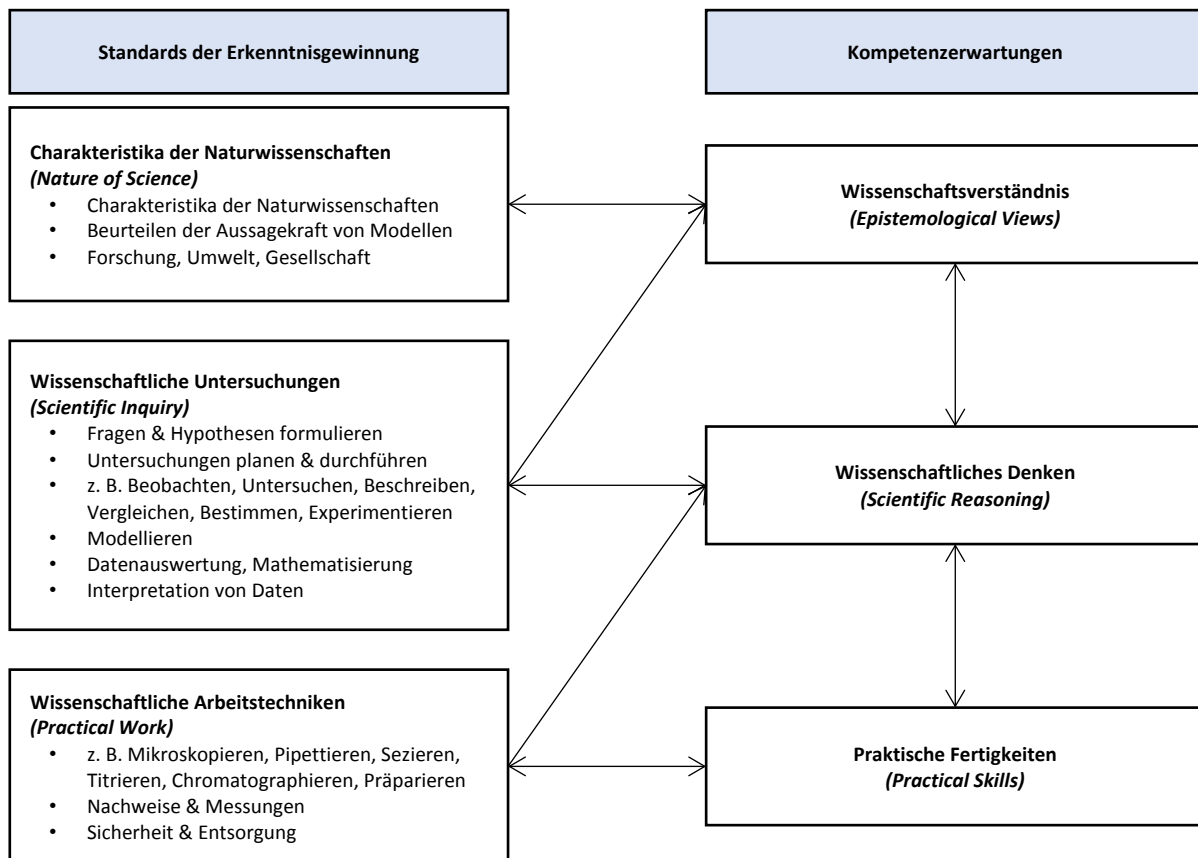 Standards der Erkenntnisgewinnung
Kompetenzerwartungen
Charakteristika der Naturwissenschaften
(Nature of Science)
• Charakteristika der Naturwissenschaften
• Beurteilen der Aussagekraft von Modellen
• Forschung, Umwelt, Gesellschaft
Wissenschaftsverständnis
(Epistemological Views)
Wissenschaftliche Untersuchungen
(Scientific Inquiry)
• Fragen & Hypothesen formulieren
• Untersuchungen planen & durchführen
• z. B. Beobachten, Untersuchen, Beschreiben,
Vergleichen, Bestimmen, Experimentieren
• Modellieren
• Datenauswertung, Mathematisierung
• Interpretation von Daten
Wissenschaftliches Denken
(Scientific Reasoning)
Wissenschaftliche Arbeitstechniken
(Practical Work)
• z. B. Mikroskopieren, Pipettieren, Sezieren,
Titrieren, Chromatographieren, Präparieren
• Nachweise & Messungen
• Sicherheit & Entsorgung
Praktische Fertigkeiten
(Practical Skills)